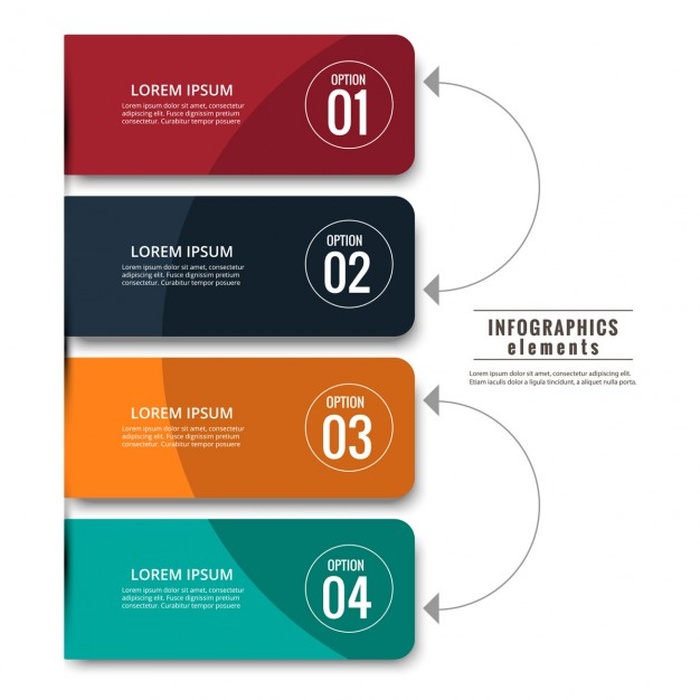 LOREM IPSUM
Lorem ipsum dolor sit amet, consectetur
adipiscing elit. Fusce dignissim pretium
consectetur. Curabitur tempor posuere
OPTION
01
LOREM IPSUM
Lorem ipsum dolor sit amet, consectetur
adipiscing elit. Fusce dignissim pretium
consectetur. Curabitur tempor posuere
OPTION
02
INFOGRAPHICS
elements
Lorem ipsum dolor sit amet, consectetur adipiscing elit.
Etiam interdum dolor a ligula tincidunt, a aliquet nulla porta.
LOREM IPSUM
Lorem ipsum dolor sit amet, consectetur
adipiscing elit. Fusce dignissim pretium
consectetur. Curabitur tempor posuere
OPTION
03
LOREM IPSUM
Lorem ipsum dolor sit amet, consectetur
adipiscing elit. Fusce dignissim pretium
consectetur. Curabitur tempor posuere
OPTION
04